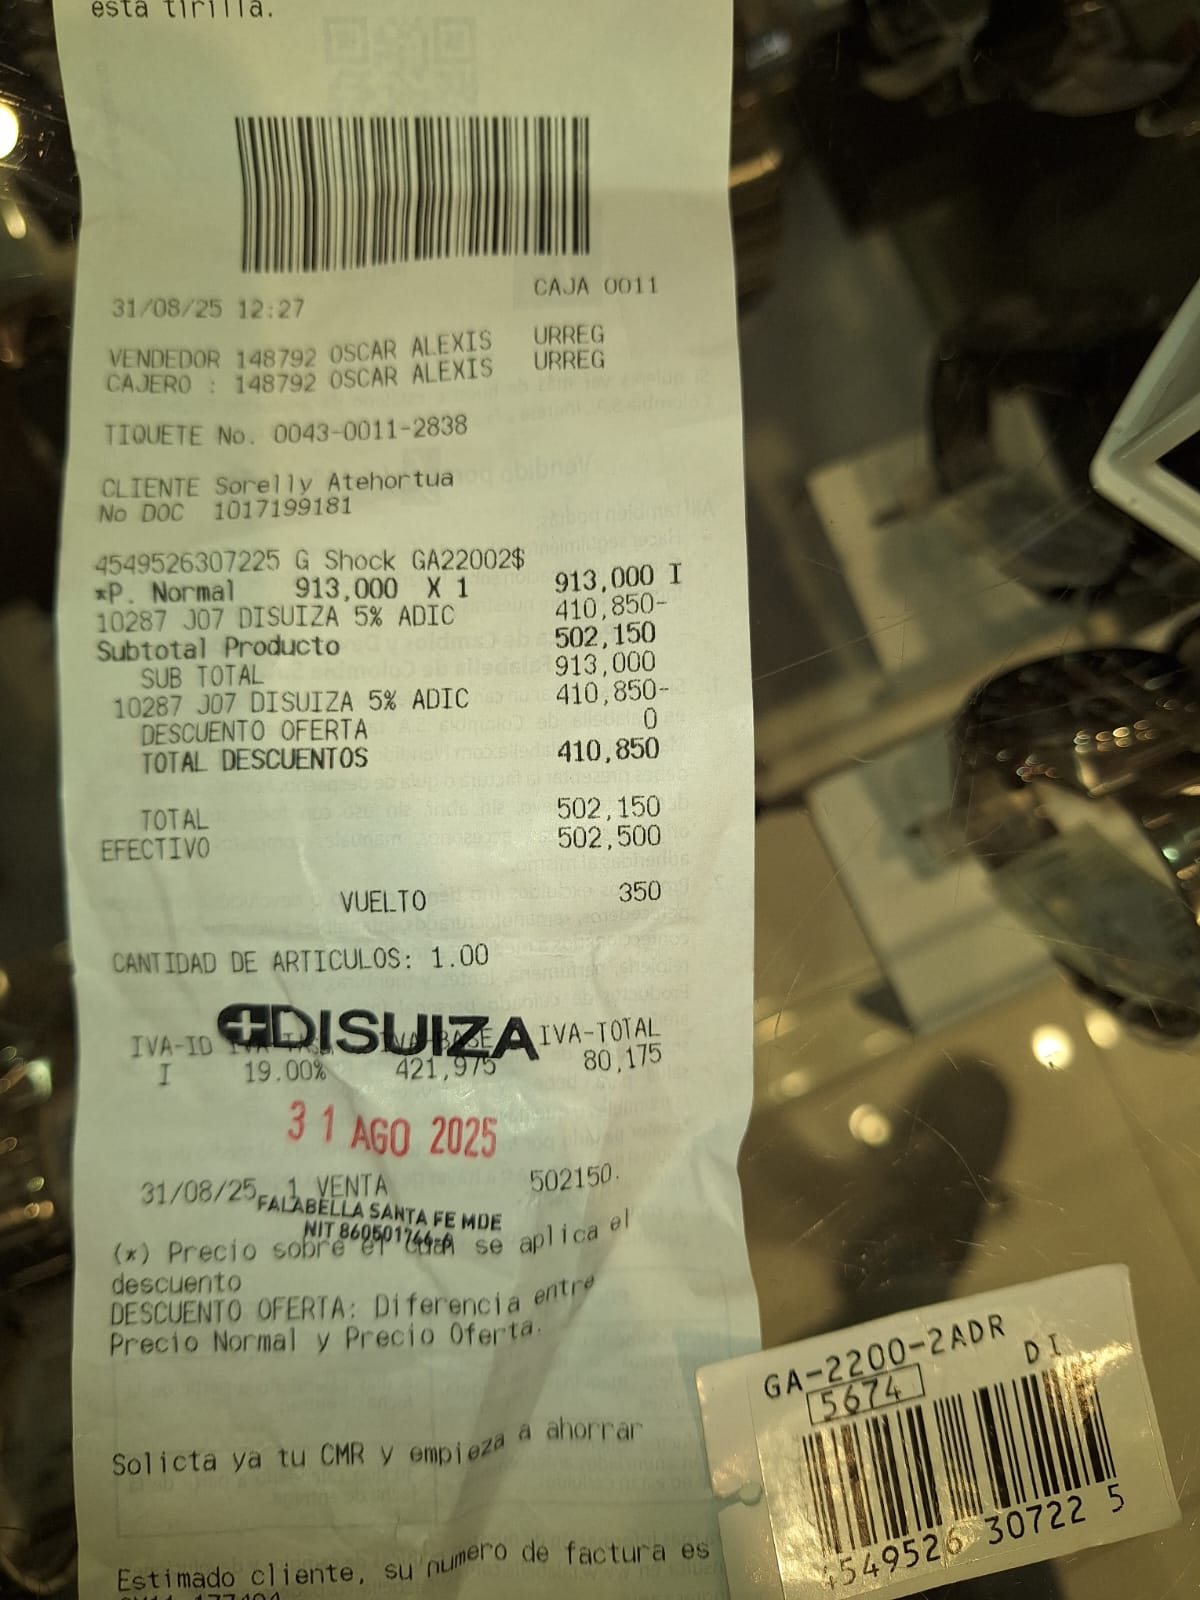 esta tirilla.
CAJA 0011
31/08/25 12:27
VENDEDOR 148792 OSCAR ALEXIS URREG
CAJERO : 148792 OSCAR ALEXIS URREG
TIQUETE No. 0043-0011-2838
CLIENTE Sorelly Atehortua
No DOC 1017199181
4549526307225 G Shock GA22002$
*P. Normal 913,000 X 1 913,000 I
10287 J07 DISUIZA 5% ADIC 410,850-
Subtotal Producto 502,150
SUB TOTAL 913,000
10287 J07 DISUIZA 5% ADIC 410,850-
DESCUENTO OFERTA 0
TOTAL DESCUENTOS 410,850
TOTAL 502,150
EFECTIVO 502,500
VUELTO 350
CANTIDAD DE ARTICULOS: 1.00
DISUIZA
IVA-ID IVA-BASE IVA-TOTAL
I 19.00% 421,975 80,175
31 AGO 2025
31/08/25 1 VENTA 502150.
FALABELLA SANTA FE MDE
NIT 860501766-6
(*) Precio sobre el cual se aplica el
descuento
DESCUENTO OFERTA: Diferencia entre
Precio Normal y Precio Oferta.
Solicta ya tu CMR y empieza a ahorrar
Estimado cliente, su numero de factura es
GA-2200-2ADR
DI
5674
4549526 30722 5